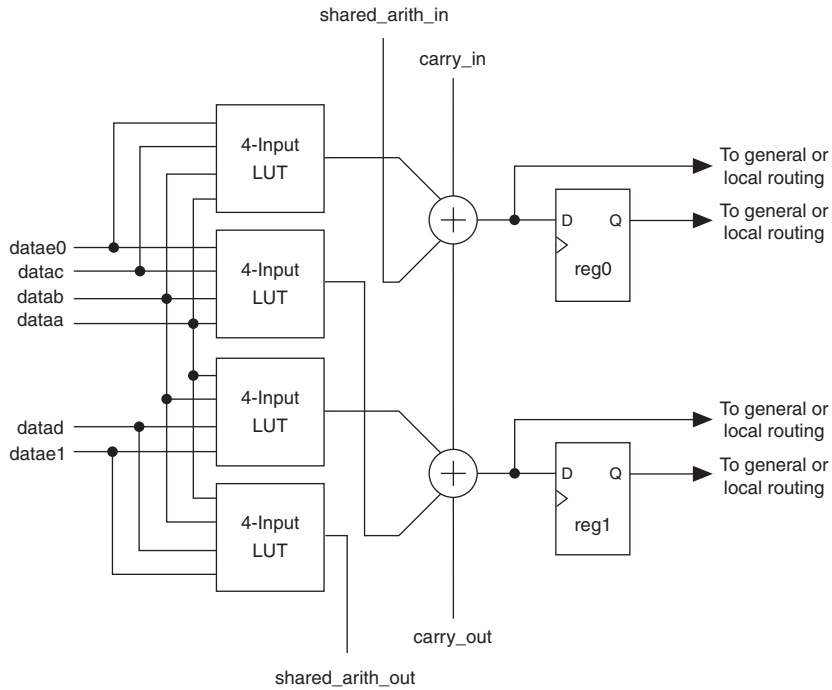 shared_arith_in
carry_in
4-Input
LUT
To general or
local routing
D
Q
To general or
local routing
reg0
datae0
datac
datab
dataa
4-Input
LUT
4-Input
LUT
To general or
local routing
datad
datae1
D
Q
To general or
local routing
reg1
4-Input
LUT
carry_out
shared_arith_out